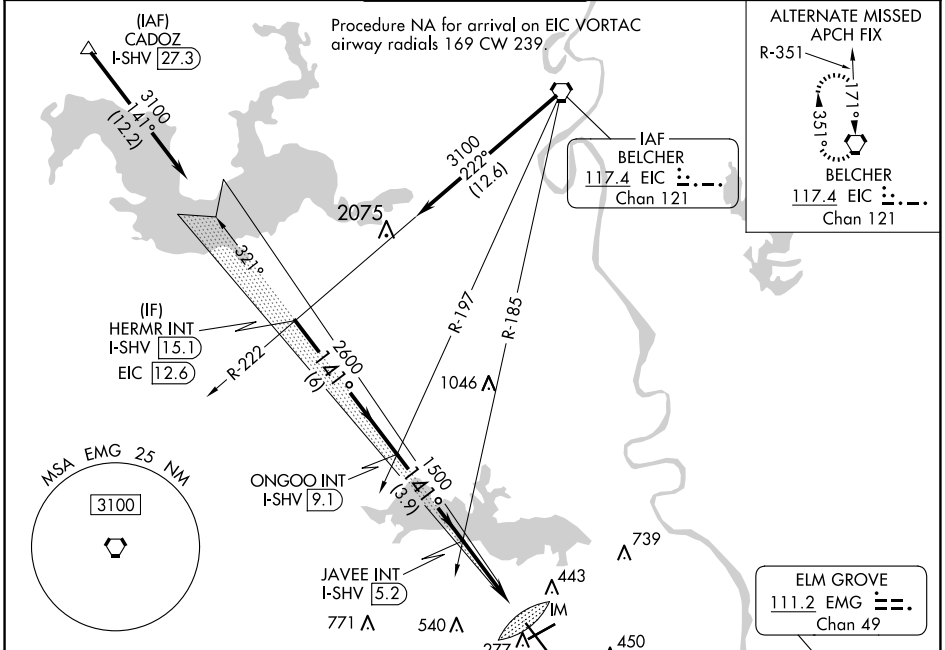 (IAF)
CADOZ
I-SHV 27.3
3100
141°
(12.2)
Procedure NA for arrival on EIC VORTAC
airway radials 169 CW 239.
ALTERNATE MISSED
APCH FIX
R-351
171°
351°
BELCHER
117.4 EIC
Chan 121
IAF
BELCHER
117.4 EIC
Chan 121
3100
222°
(12.6)
2075
321°
(IF)
HERMR INT
I-SHV 15.1
EIC 12.6
R-222
R-197
R-185
2600
141°
(6)
1046
MSA EMG 25 NM
3100
ONGOO INT
I-SHV 9.1
1500
141°
(3.9)
JAVEE INT
I-SHV 5.2
739
443
IM
771
540
277
450
ELM GROVE
111.2 EMG
Chan 49